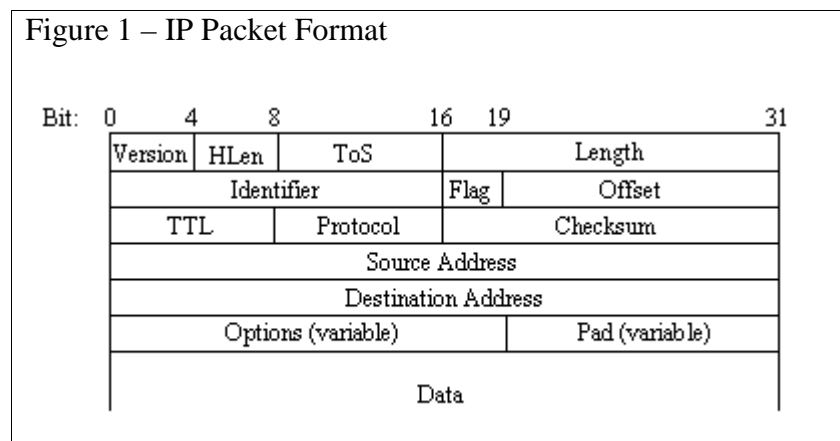 Figure 1 – IP Packet Format
Bit: 0 4 8 16 19 31
Version HLen ToS Length
Identifier Flag Offset
TTL Protocol Checksum
Source Address
Destination Address
Options (variable) Pad (variable)
Data